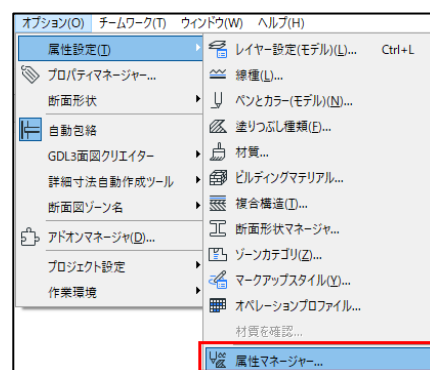 オプション(O) チームワーク(T) ウィンドウ(W) ヘルプ(H)
属性設定(T)
プロパティマネージャー...
断面形状
自動包絡
GDL3面図クリエイター
詳細寸法自動作成ツール
断面図ゾーン名
アドオンマネージャ(D)...
プロジェクト設定
作業環境
レイヤー設定(モデル)(L)... Ctrl+L
線種(L)...
ペンとカラー(モデル)(N)...
塗りつぶし種類(F)...
材質...
ビルディングマテリアル...
複合構造(T)...
断面形状マネージャ...
ゾーンカテゴリ(Z)...
マークアップスタイル(Y)...
オペレーションプロファイル...
材質を確認...
属性マネージャー...